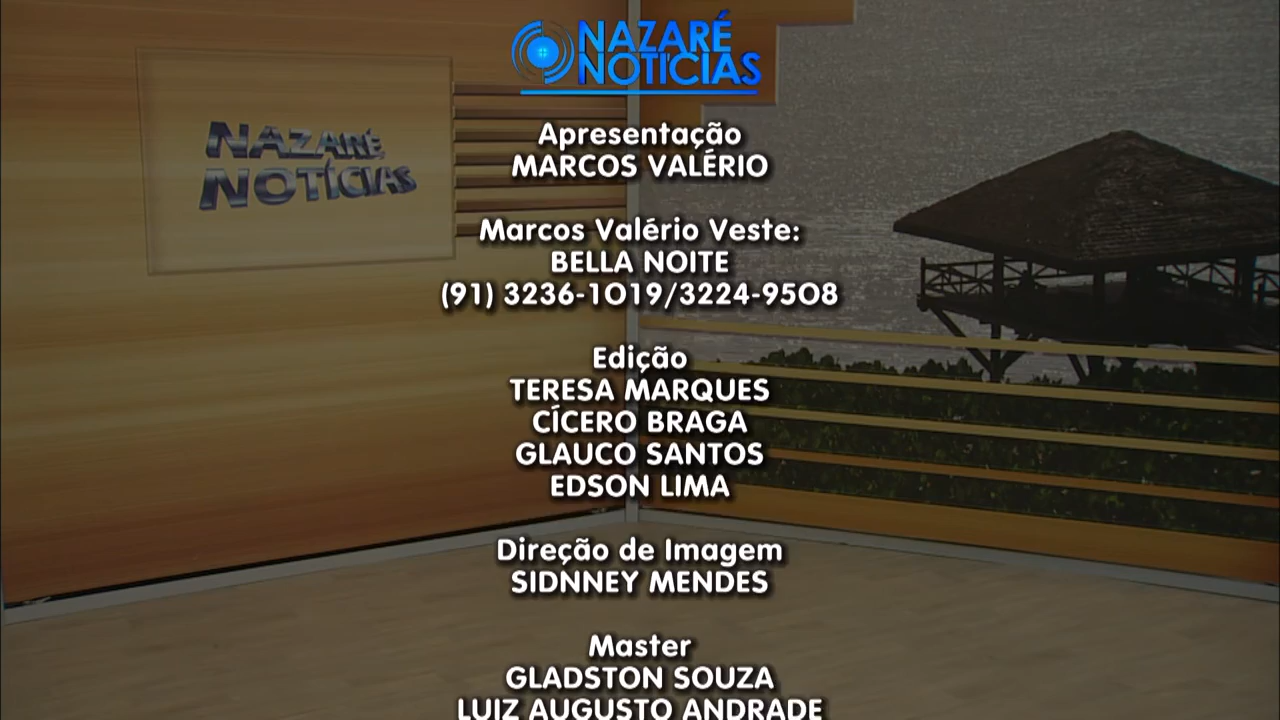 NAZARÉ
NOTÍCIAS
NAZARÉ
NOTÍCIAS
Apresentação
MARCOS VALÉRIO
Marcos Valério Veste:
BELLA NOITE
(91) 3236-1019/3224-9508
Edição
TERESA MARQUES
CÍCERO BRAGA
GLAUCO SANTOS
EDSON LIMA
Direção de Imagem
SIDNNEY MENDES
Master
GLADSTON SOUZA
LUIZ AUGUSTO ANDRADE